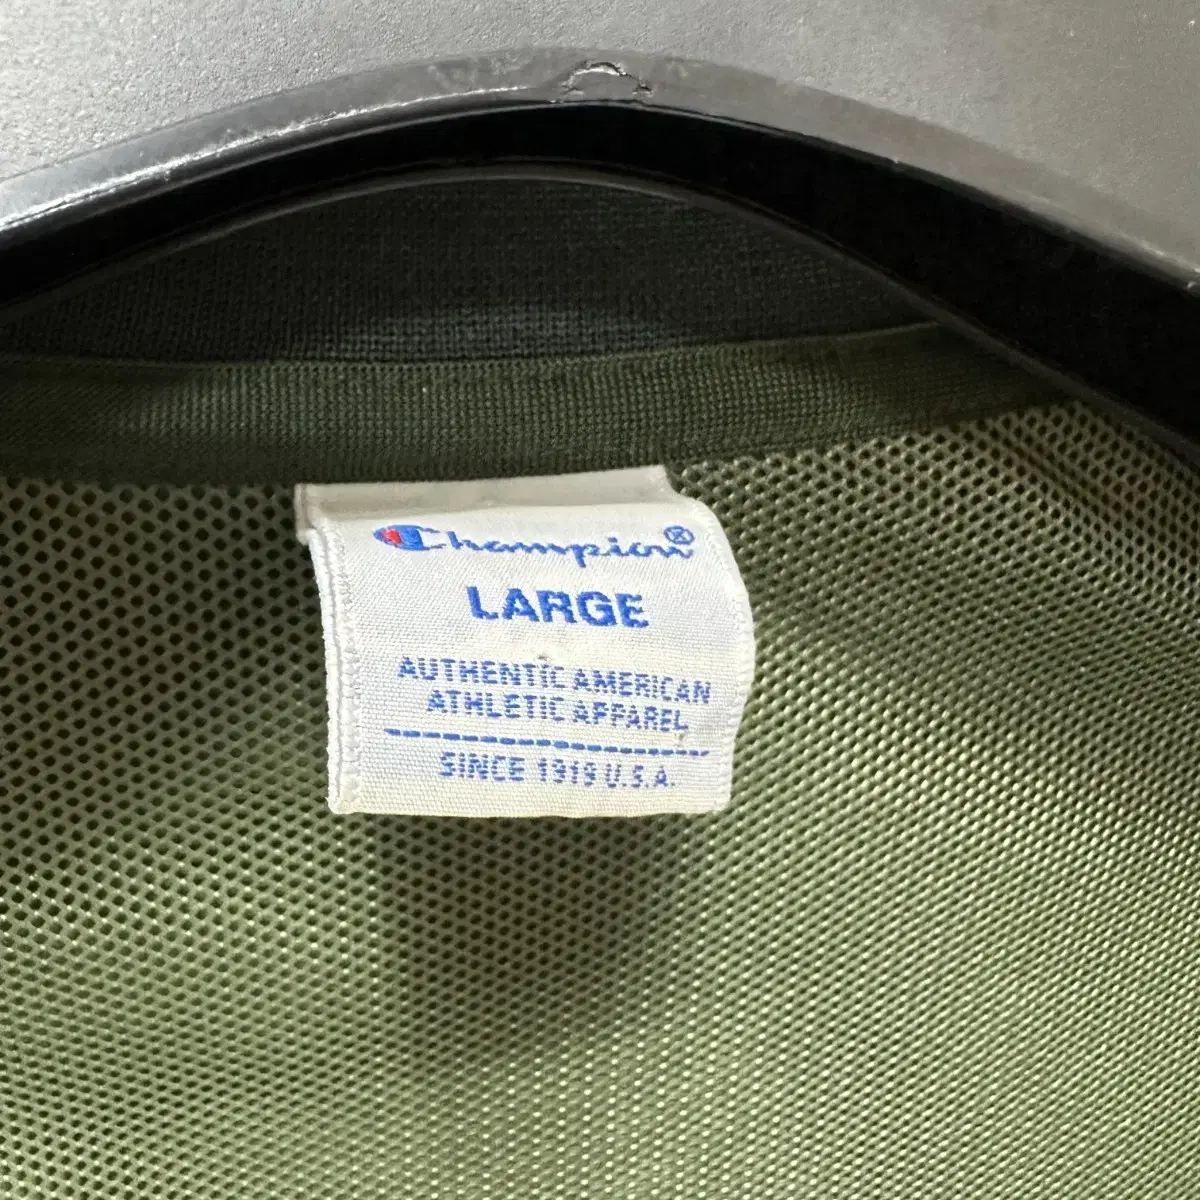 Champion®
LARGE
AUTHENTIC AMERICAN
ATHLETIC APPAREL
SINCE 1919 U.S.A.